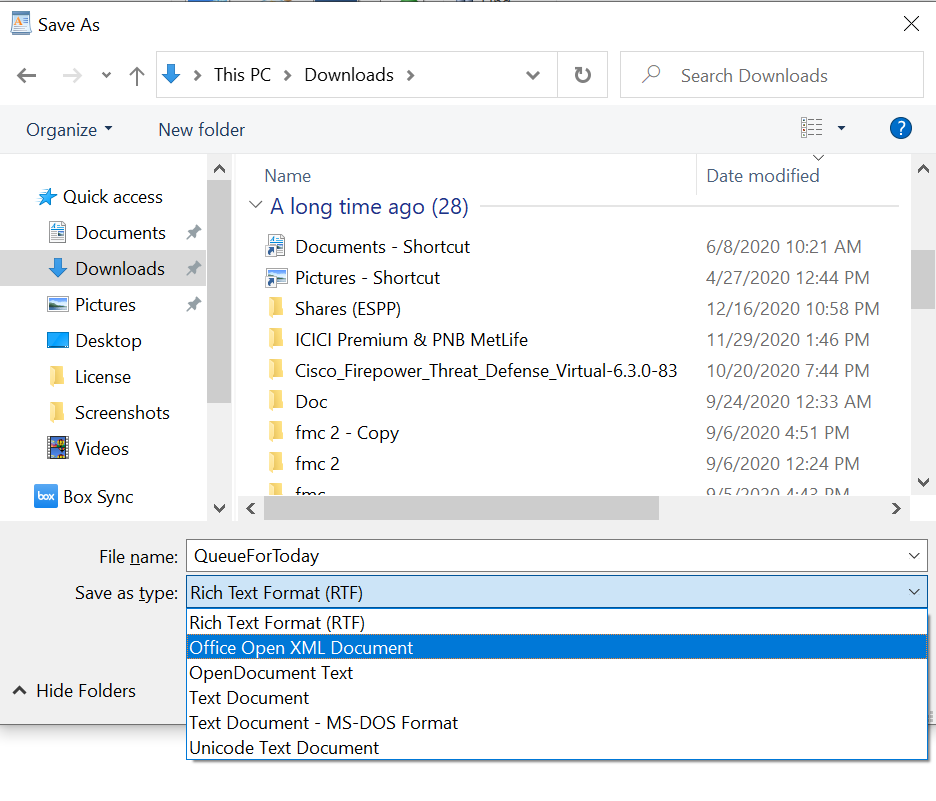 Save As
This PC > Downloads >
Search Downloads
Organize
New folder
?
Quick access
Documents
Downloads
Pictures
Desktop
License
Screenshots
Videos
box Box Sync
Name Date modified
A long time ago (28)
Documents - Shortcut 6/8/2020 10:21 AM
Pictures - Shortcut 4/27/2020 12:44 PM
Shares (ESPP) 12/16/2020 10:58 PM
ICICI Premium & PNB MetLife 11/29/2020 1:46 PM
Cisco_Firepower_Threat_Defense_Virtual-6.3.0-83 10/20/2020 7:44 PM
Doc 9/24/2020 12:33 AM
fmc 2 - Copy 9/6/2020 4:51 PM
fmc 2 9/6/2020 12:24 PM
fmc 9/5/2020 4:43 PM
File name: QueueForToday
Save as type: Rich Text Format (RTF)
Rich Text Format (RTF)
Office Open XML Document
OpenDocument Text
Text Document
Text Document - MS-DOS Format
Unicode Text Document
Hide Folders